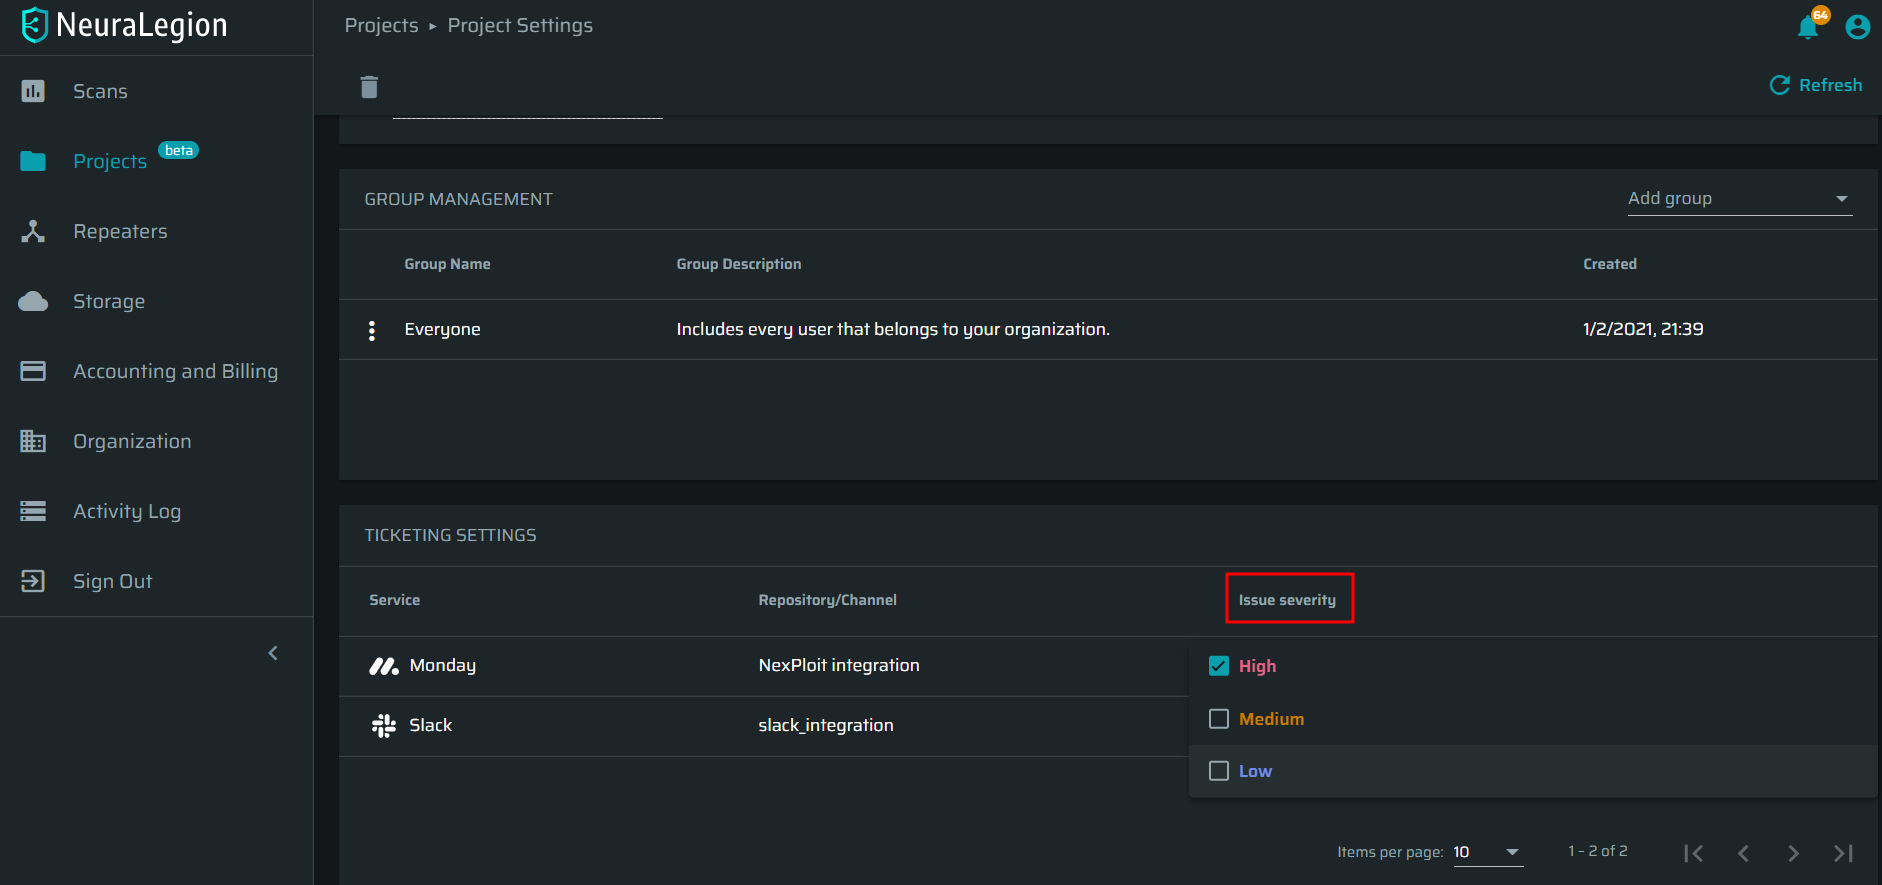 NeuraLegion
Projects ▸ Project Settings
64
Scans
Refresh
Projects beta
Repeaters
Storage
Accounting and Billing
Organization
Activity Log
Sign Out
GROUP MANAGEMENT
Add group
Group Name Group Description Created
Everyone Includes every user that belongs to your organization. 1/2/2021, 21:39
TICKETING SETTINGS
Service Repository/Channel Issue severity
Monday NexPloit integration High
Slack slack_integration Medium
Low
Items per page: 10 1 – 2 of 2